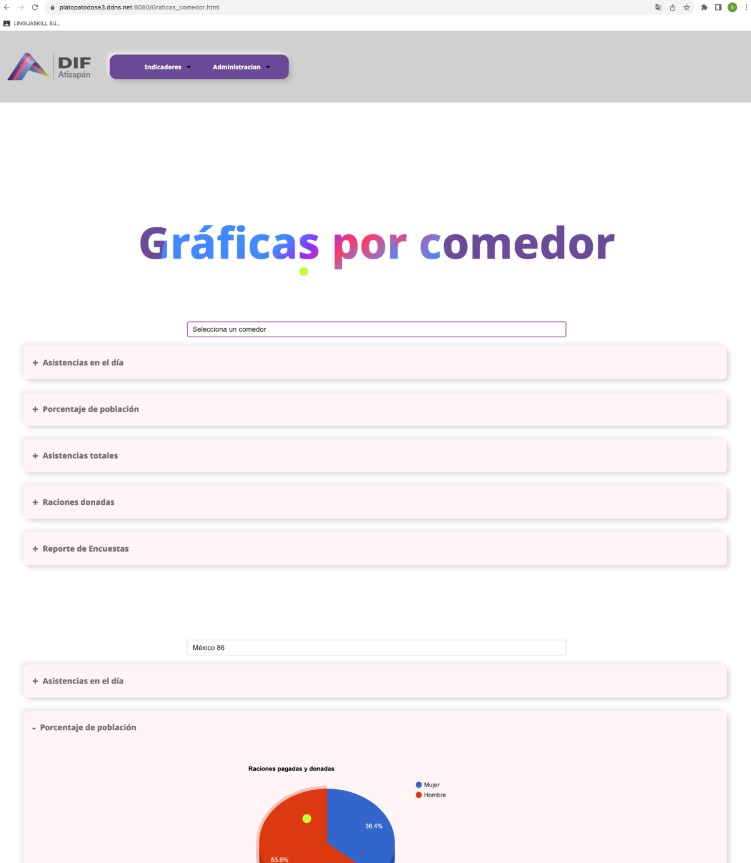 platopatodose3.ddns.net:8080/Graficas_comedor.html
LINGUASKILL SU...
DIF
Atizapán
Indicadores
Administracion
Gráficas por comedor
Selecciona un comedor
+ Asistencias en el día
+ Porcentaje de población
+ Asistencias totales
+ Raciones donadas
+ Reporte de Encuestas
México 86
+ Asistencias en el día
- Porcentaje de población
Raciones pagadas y donadas
Mujer
Hombre
36.4%
63.6%